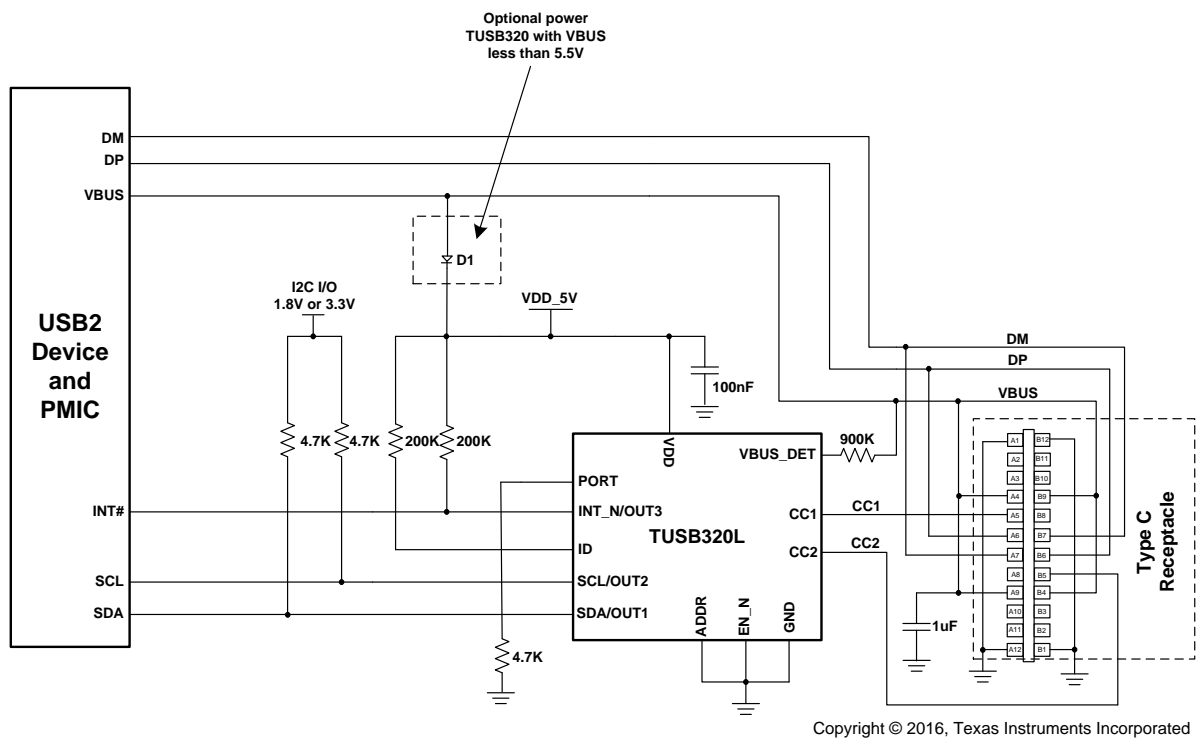 Optional power
TUSB320 with VBUS
less than 5.5V
DM
DP
VBUS
D1
I2C I/O
1.8V or 3.3V
VDD_5V
USB2
Device
and
PMIC
DM
DP
VBUS
100nF
4.7K
4.7K
200K
200K
VDD
VBUS_DET
900K
PORT
INT#
INT_N/OUT3
TUSB320L
CC1
CC1
ID
CC2
CC2
SCL
SCL/OUT2
SDA
SDA/OUT1
ADDR
EN_N
GND
4.7K
1uF
A1
B12
A2
B11
A3
B10
A4
B9
A5
B8
A6
B7
A7
B6
A8
B5
A9
B4
A10
B3
A11
B2
A12
B1
Type C
Receptacle
Copyright © 2016, Texas Instruments Incorporated